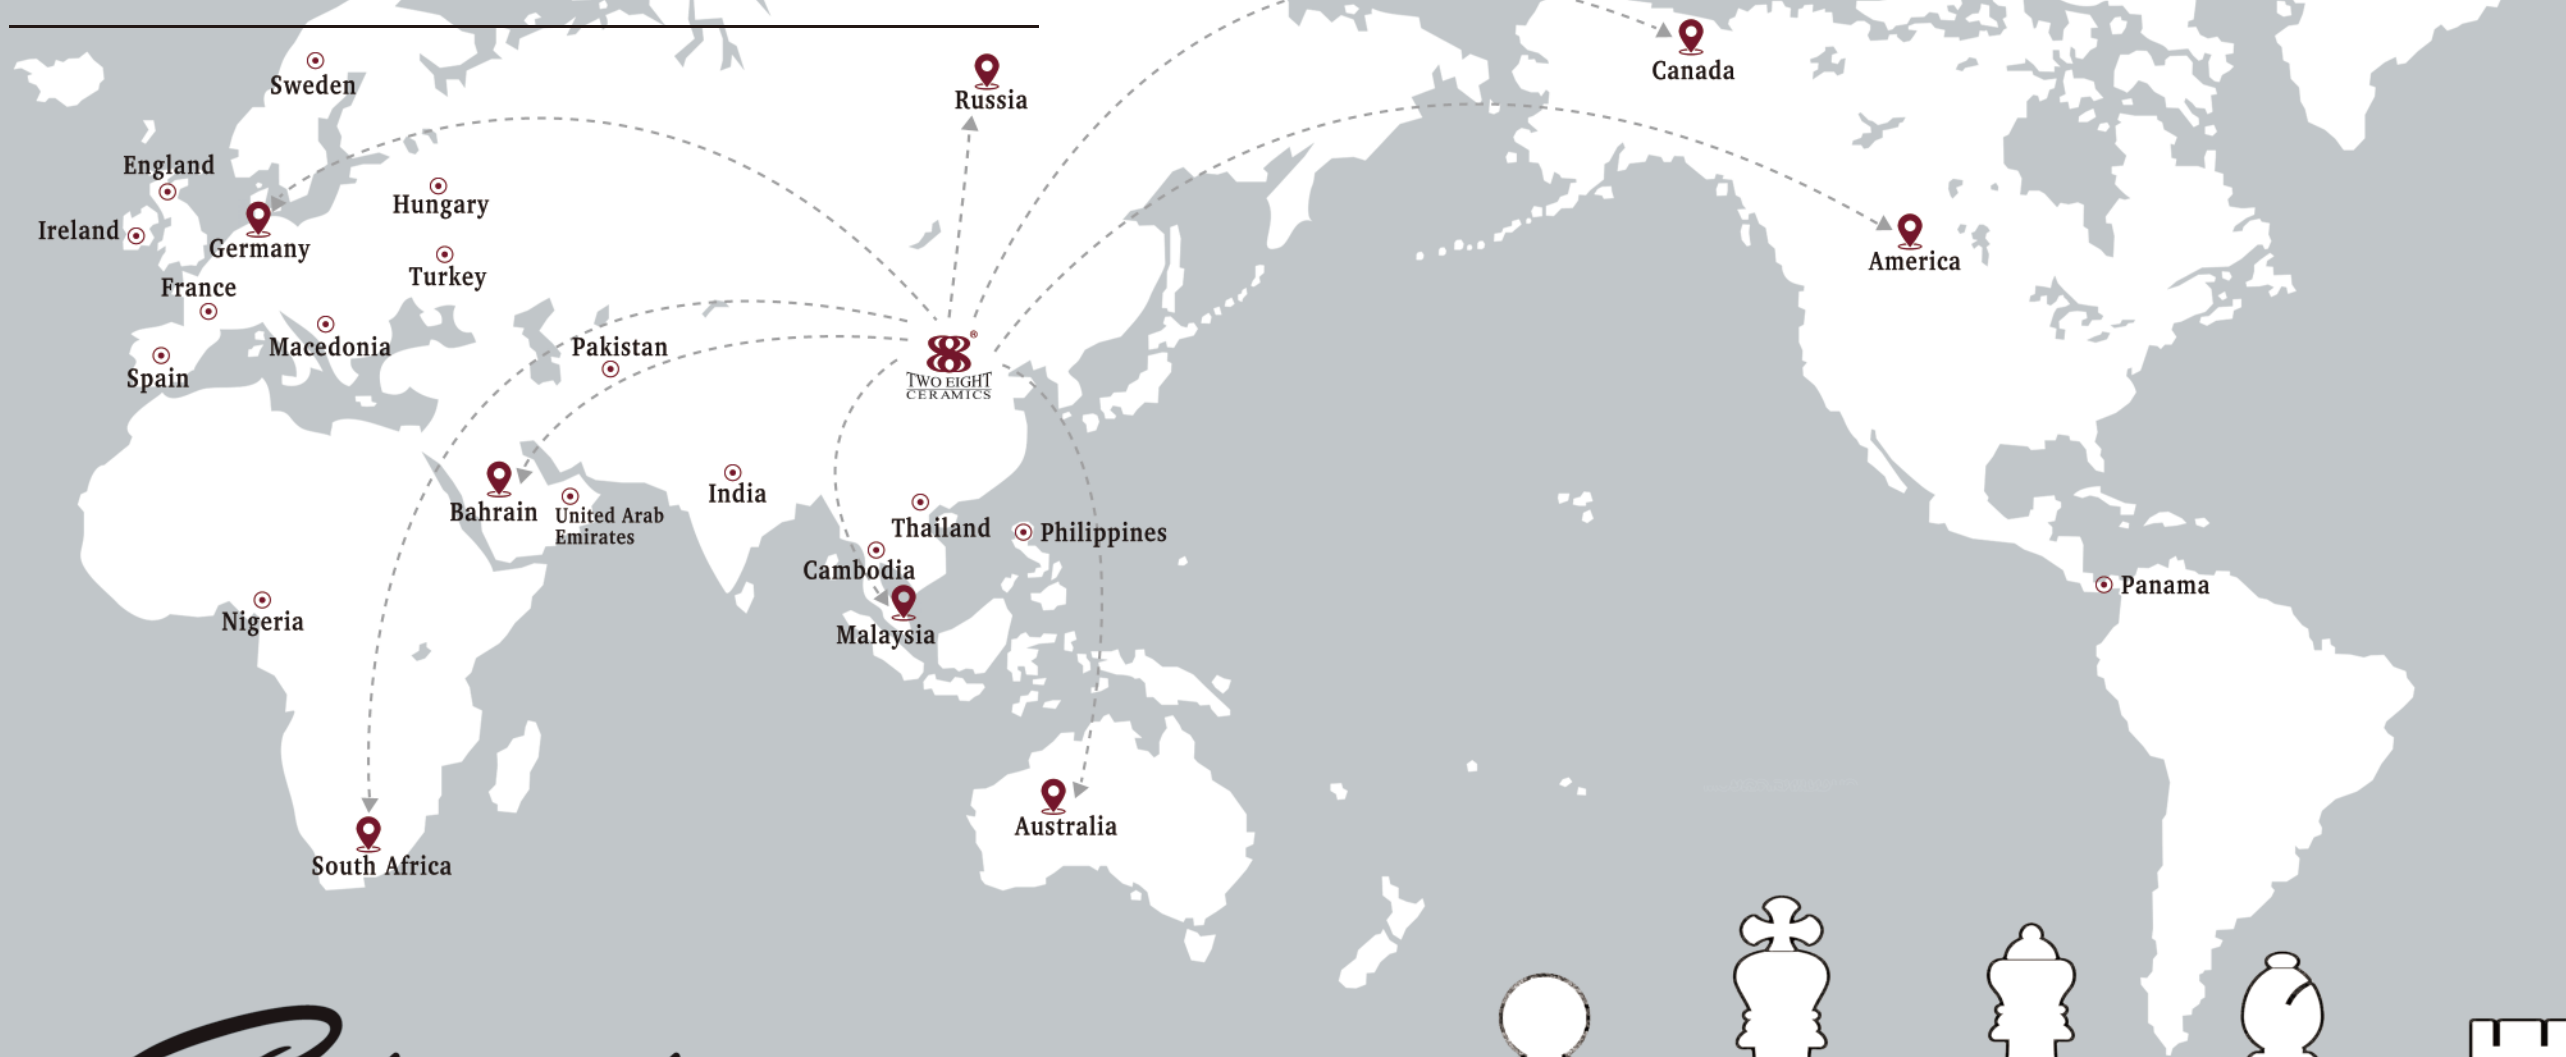 Canada
Sweden
Russia
England
Hungary
Ireland
Germany
America
Turkey
France
Macedonia
Pakistan
Spain
®
TWO EIGHT
CERAMICS
India
Bahrain
United Arab
Emirates
Thailand
Philippines
Cambodia
Panama
Nigeria
Malaysia
Australia
South Africa